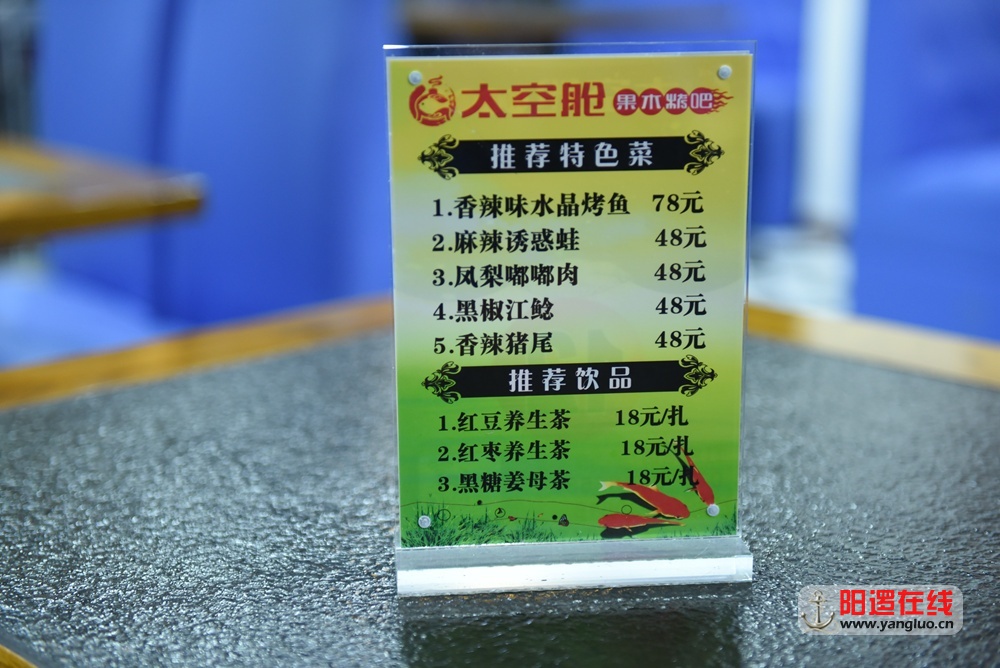 太空舱 果木烤吧
推荐特色菜
1.香辣味水晶烤鱼 78元
2.麻辣诱惑蛙 48元
3.凤梨嘟嘟肉 48元
4.黑椒江鲶 48元
5.香辣猪尾 48元
推荐饮品
1.红豆养生茶 18元/扎
2.红枣养生茶 18元/扎
3.黑糖姜母茶 18元/扎
阳逻在线
www.yangluo.cn